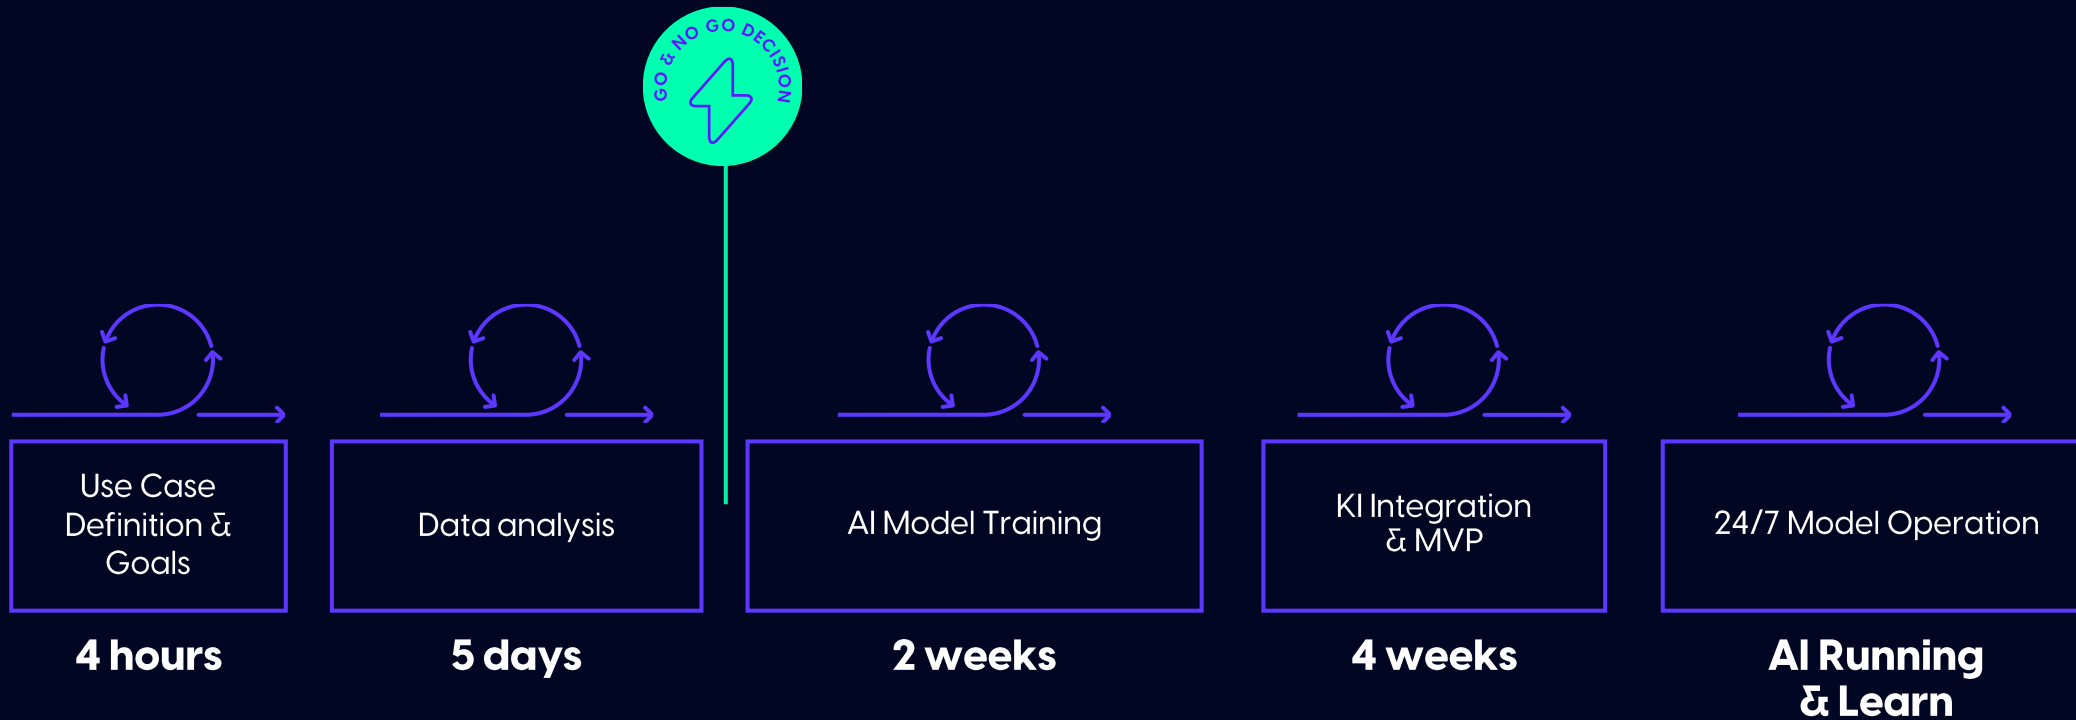 GO & NO GO DECISION
Use Case
Definition &
Goals
Data analysis
AI Model Training
KI Integration
& MVP
24/7 Model Operation
4 hours
5 days
2 weeks
4 weeks
AI Running
& Learn